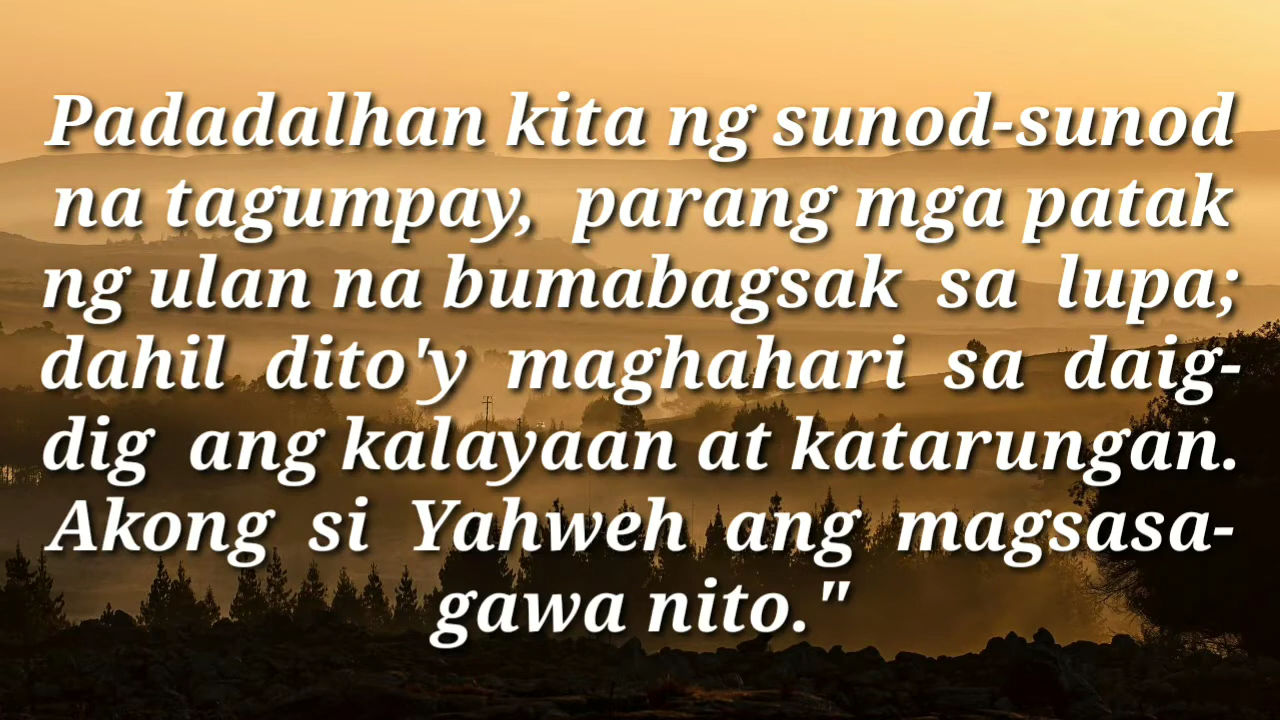 Padadalhan kita ng sunod-sunod
na tagumpay, parang mga patak
ng ulan na bumabagsak sa lupa;
dahil dito'y maghahari sa daig-
dig ang kalayaan at katarungan.
Akong si Yahweh ang magsasa-
gawa nito."